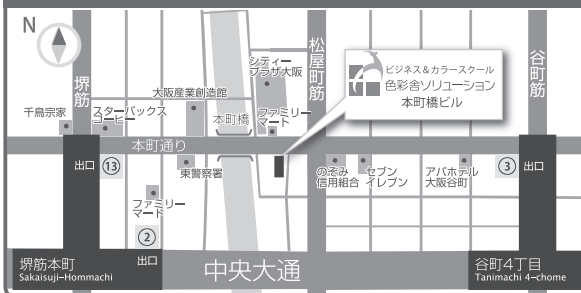 N
堺筋
千鳥宗家
スターバックス
コーヒー
大阪産業創造館
シティー
プラザ大阪
本町橋
ファミリー
マート
松屋町筋
ビジネス&カラースクール
色彩舎ソリューション
本町橋ビル
谷町筋
本町通り
出口
⑬
東警察署
ファミリー
マート
のぞみ
信用組合
セブン
イレブン
アパホテル
大阪谷町
③
出口
②
出口
堺筋本町
Sakaisuji-Hommachi
中央大通
谷町4丁目
Tanimachi 4-chome